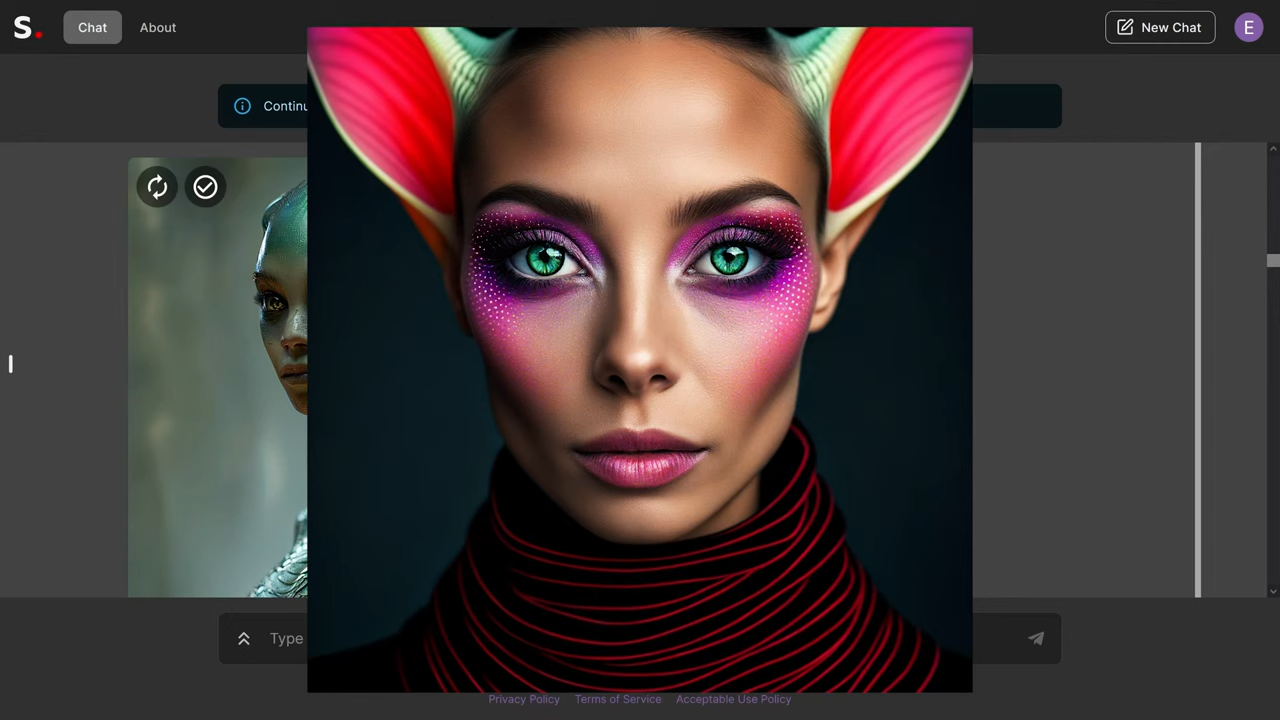 S.
Chat
About
New Chat
E
Continu
Type
Privacy Policy
Terms of Service
Acceptable Use Policy